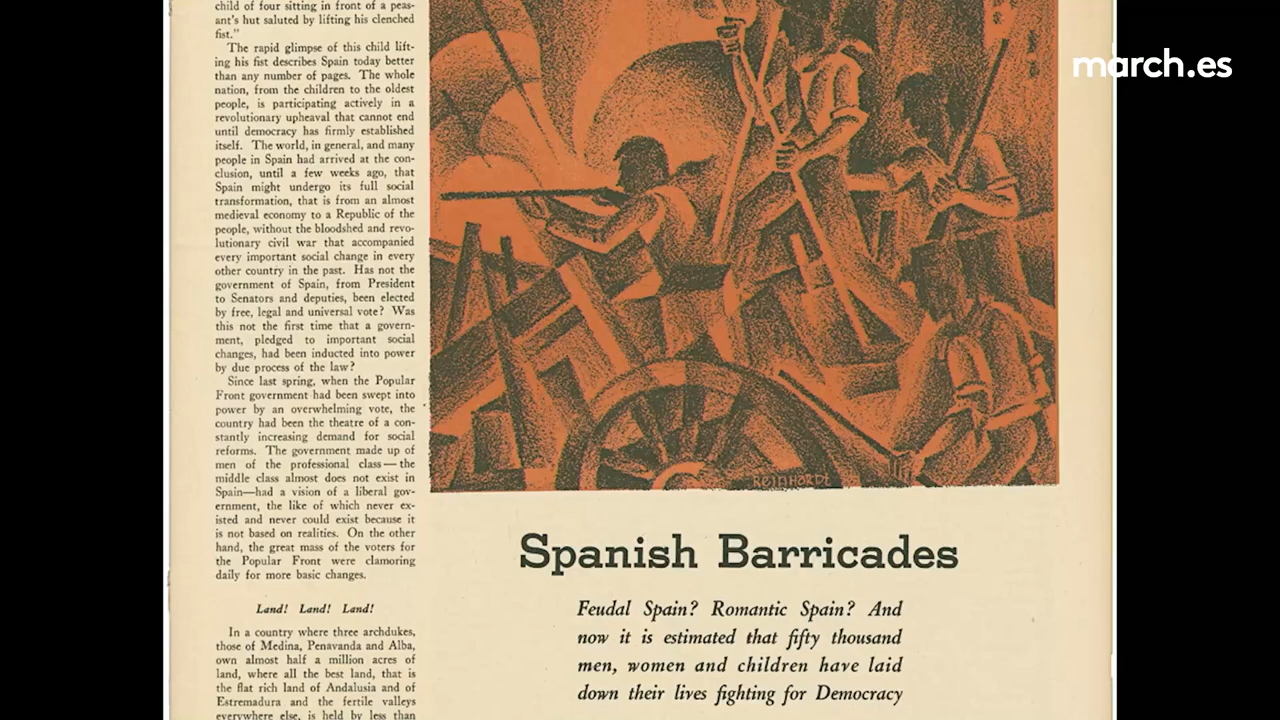 child of four sitting in front of a peas-
ant's hut saluted by lifting his clenched
fist."
The rapid glimpse of this child lift-
ing his fist describes Spain today better
than any number of pages. The whole
nation, from the children to the oldest
people, is participating actively in a
revolutionary upheaval that cannot end
until democracy has firmly established
itself. The world, in general, and many
people in Spain had arrived at the con-
clusion, until a few weeks ago, that
Spain might undergo its full social
transformation, that is from an almost
medieval economy to a Republic of the
people, without the bloodshed and revo-
lutionary civil war that accompanied
every important social change in every
other country in the past. Has not the
government of Spain, from President
to Senators and deputies, been elected
by free, legal and universal vote? Was
this not the first time that a govern-
ment, pledged to important social
changes, had been inducted into power
by due process of the law?
Since last spring, when the Popular
Front government had been swept into
power by an overwhelming vote, the
country had been the theatre of a con-
stantly increasing demand for social
reforms. The government made up of
men of the professional class—the
middle class almost does not exist in
Spain—had a vision of a liberal gov-
ernment, the like of which never ex-
isted and never could exist because it
is not based on realities. On the other
hand, the great mass of the voters for
the Popular Front were clamoring
daily for more basic changes.
Land! Land! Land!
In a country where three archdukes,
those of Medina, Penavanda and Alba,
own almost half a million acres of
land, where all the best land, that is
the flat rich land of Andalusia and of
Estremadura and the fertile valleys
everywhere else, is held by less than
march.es
REINHARDT
Spanish Barricades
Feudal Spain? Romantic Spain? And
now it is estimated that fifty thousand
men, women and children have laid
down their lives fighting for Democracy